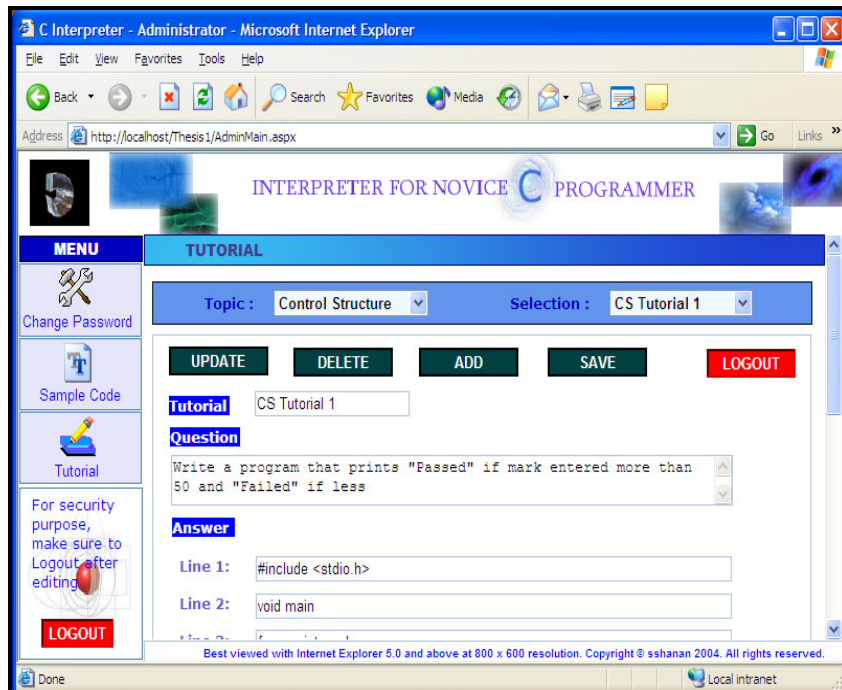 C Interpreter - Administrator - Microsoft Internet Explorer
File Edit View Favorites Tools Help
Back Search Favorites Media
Address http://localhost/Thesis1/AdminMain.aspx Go Links »
INTERPRETER FOR NOVICE C PROGRAMMER
MENU
TUTORIAL
Change Password
Sample Code
Tutorial
For security
purpose,
make sure to
Logout after
editing
LOGOUT
Topic : Control Structure Selection : CS Tutorial 1
UPDATE DELETE ADD SAVE LOGOUT
Tutorial CS Tutorial 1
Question
Write a program that prints "Passed" if mark entered more than
50 and "Failed" if less
Answer
Line 1: #include <stdio.h>
Line 2: void main
Best viewed with Internet Explorer 5.0 and above at 800 x 600 resolution. Copyright © sshanan 2004. All rights reserved.
Done Local intranet